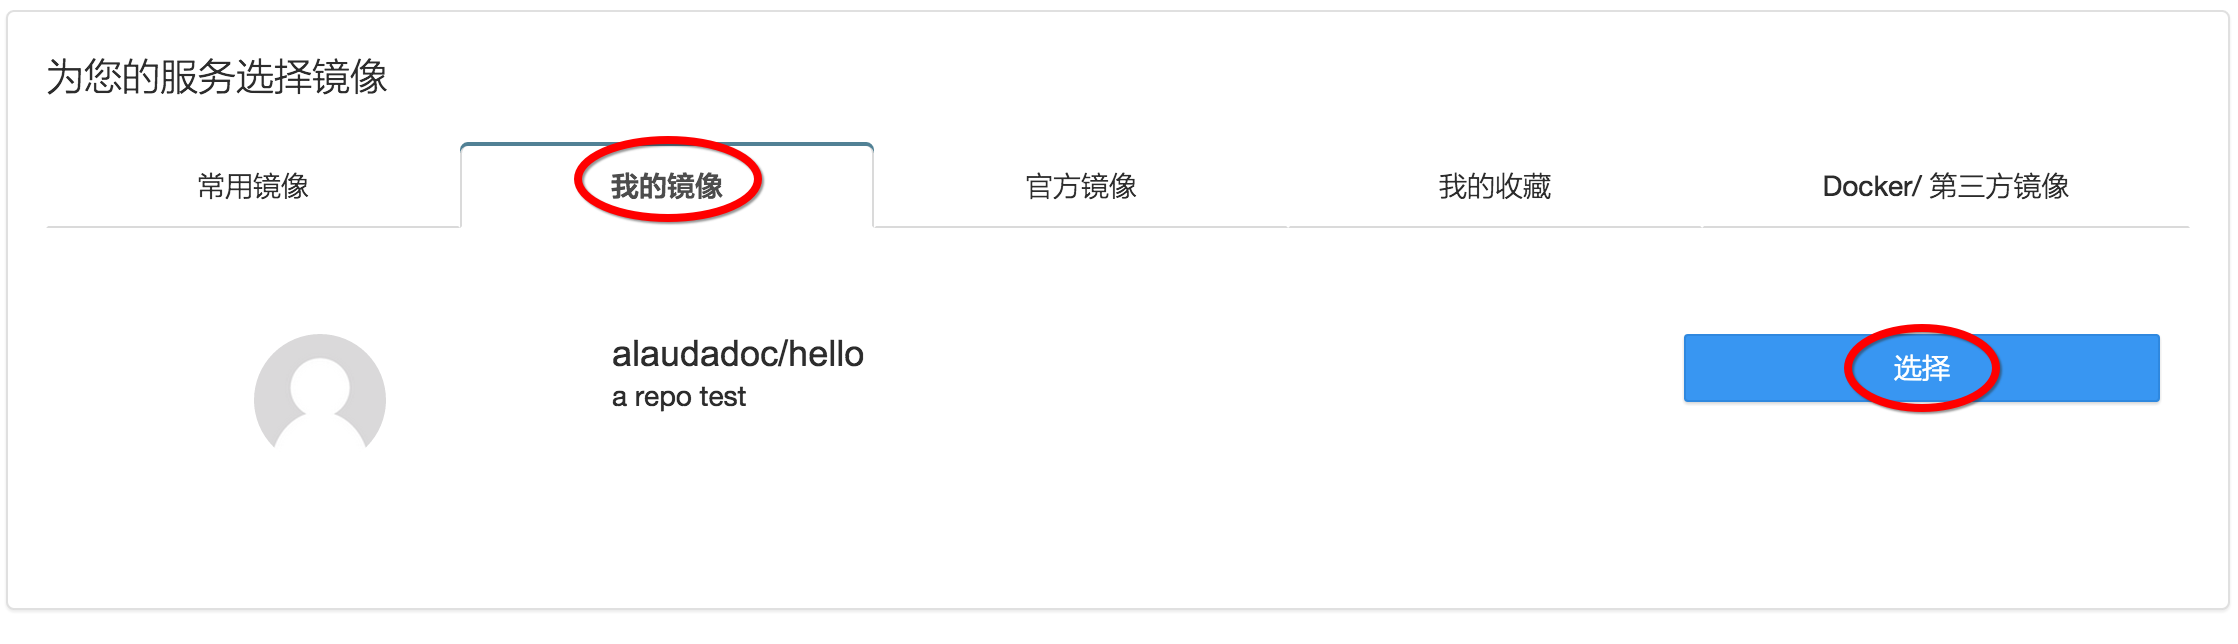 为您的服务选择镜像
常用镜像
我的镜像
官方镜像
我的收藏
Docker/ 第三方镜像
alaudadoc/hello
a repo test
选择